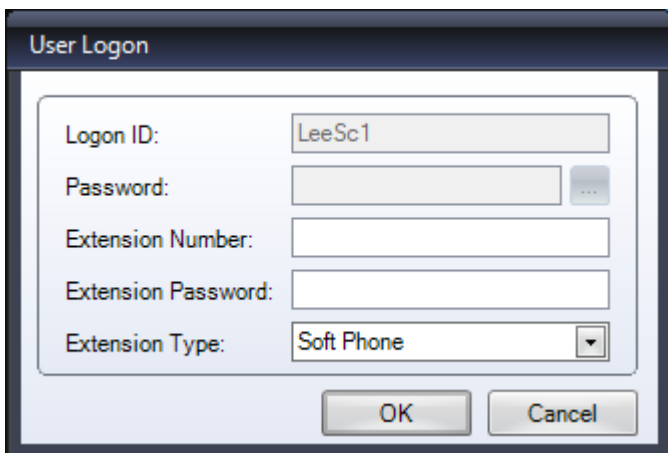 User Logon
Logon ID: LeeSc1
Password: ...
Extension Number:
Extension Password:
Extension Type: Soft Phone
OK Cancel